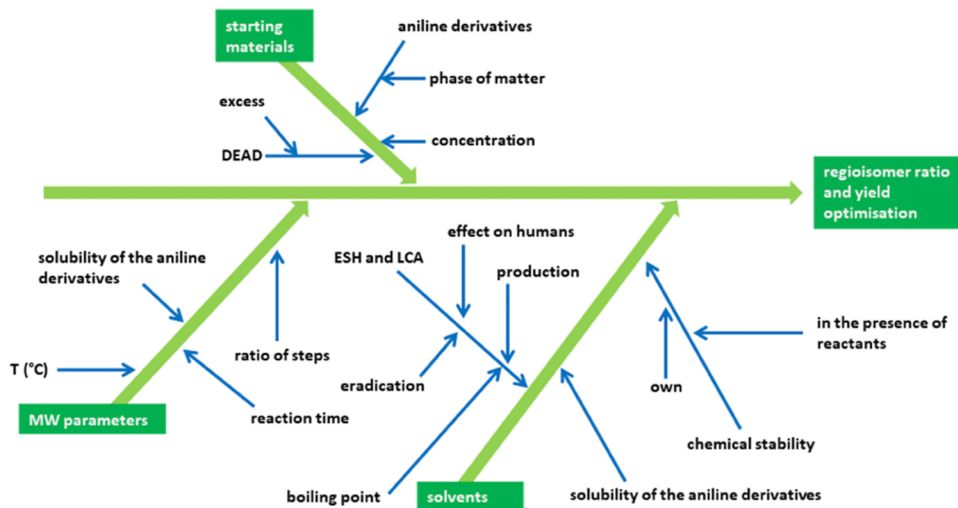 starting
materials
aniline derivatives
phase of matter
excess
concentration
DEAD
regioisomer ratio
and yield
optimisation
effect on humans
solubility of the aniline
derivatives
ESH and LCA
production
in the presence of
reactants
ratio of steps
T (°C)
eradication
own
MW parameters
reaction time
chemical stability
boiling point
solvents
solubility of the aniline derivatives